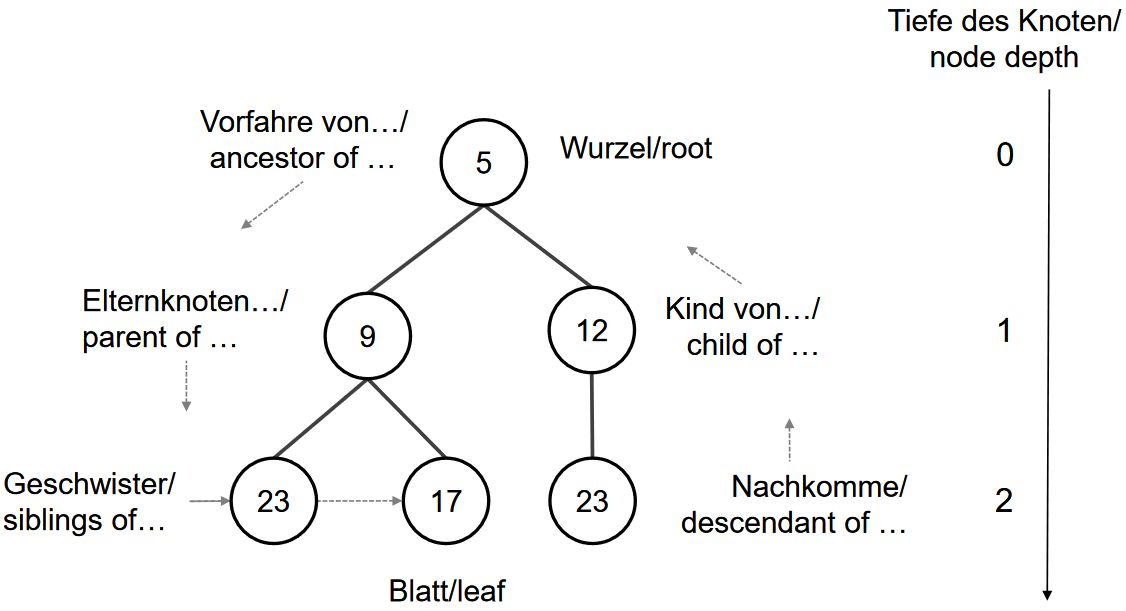 Tiefe des Knoten/
node depth
Vorfahre von…/
ancestor of …
5
Wurzel/root
0
Elternknoten…/
parent of …
9
12
Kind von…/
child of …
1
Geschwister/
siblings of…
23
17
23
Nachkomme/
descendant of …
2
Blatt/leaf